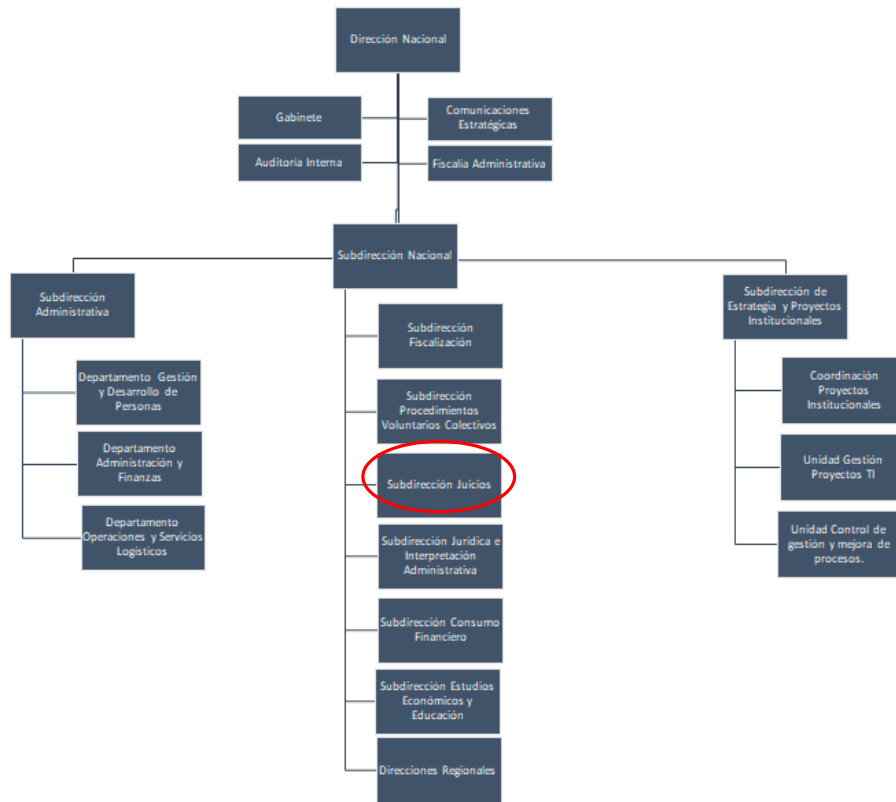 Dirección Nacional
Gabinete
Comunicaciones
Estratégicas
Auditoría Interna
Fiscalía Administrativa
Subdirección Nacional
Subdirección
Administrativa
Departamento Gestión
y Desarrollo de
Personas
Departamento
Administración y
Finanzas
Departamento
Operaciones y Servicios
Logísticos
Subdirección
Fiscalización
Subdirección
Procedimientos
Voluntarios Colectivos
Subdirección Juicios
Subdirección Jurídica e
Interpretación
Administrativa
Subdirección Consumo
Financiero
Subdirección Estudios
Económicos y
Educación
Direcciones Regionales
Subdirección de
Estrategia y Proyectos
Institucionales
Coordinación
Proyectos
Institucionales
Unidad Gestión
Proyectos TI
Unidad Control de
gestión y mejora de
procesos.